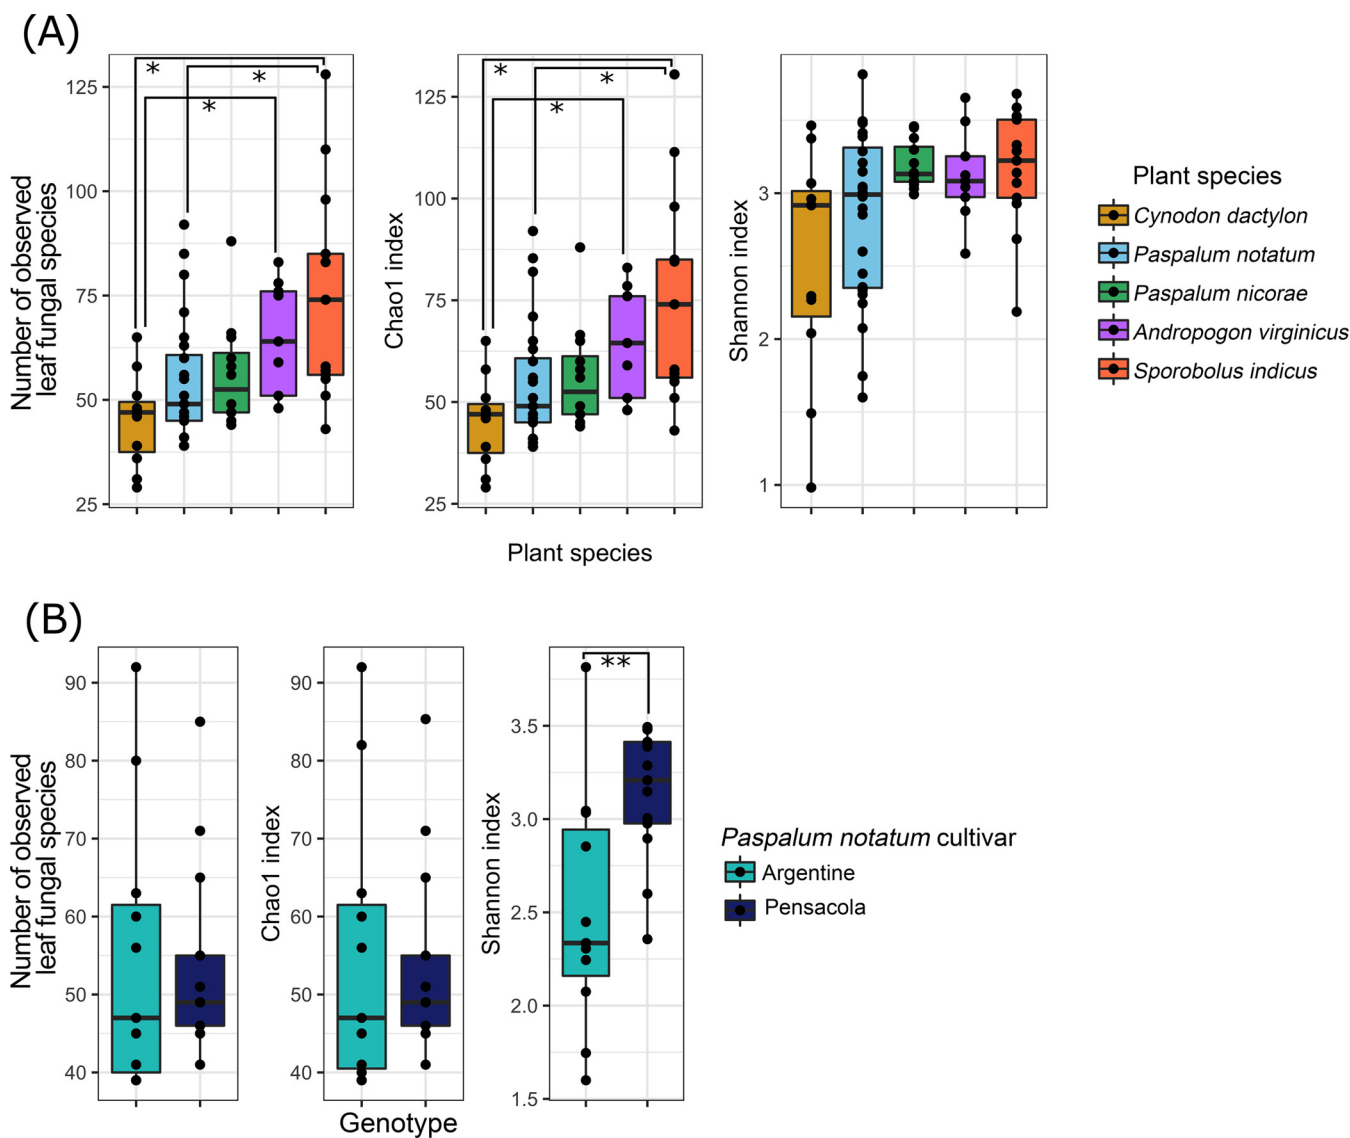 (A)
Number of observed
leaf fungal species
125
100
75
50
25
*
*
*
Chao1 index
125
100
75
50
25
*
*
*
Shannon index
3
2
1
Plant species
Plant species
Cynodon dactylon
Paspalum notatum
Paspalum nicorae
Andropogon virginicus
Sporobolus indicus
(B)
Number of observed
leaf fungal species
90
80
70
60
50
40
Chao1 index
90
80
70
60
50
40
Shannon index
3.5
3.0
2.5
2.0
1.5
**
Genotype
Paspalum notatum cultivar
Argentine
Pensacola